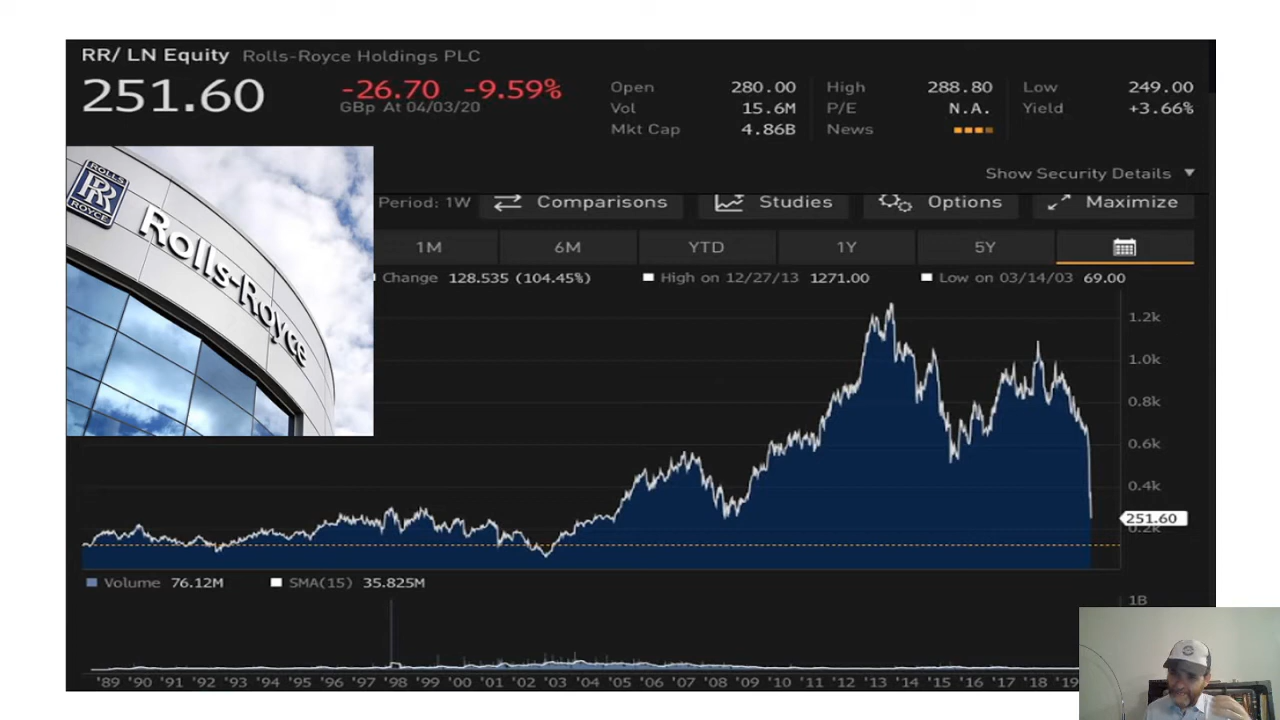 RR/ LN Equity Rolls-Royce Holdings PLC
251.60 -26.70 -9.59%
GBp At 04/03/20
Open 280.00 High 288.80 Low 249.00
Vol 15.6M P/E N.A. Yield +3.66%
Mkt Cap 4.86B News
Show Security Details
ROLLS
RR
ROYCE
Rolls-Royce
Period: 1W Comparisons Studies Options Maximize
1M 6M YTD 1Y 5Y
Change 128.535 (104.45%) High on 12/27/13 1271.00 Low on 03/14/03 69.00
1.2k
1.0k
0.8k
0.6k
0.4k
251.60
0.2k
Volume 76.12M SMA(15) 35.825M
1B
'89 '90 '91 '92 '93 '94 '95 '96 '97 '98 '99 '00 '01 '02 '03 '04 '05 '06 '07 '08 '09 '10 '11 '12 '13 '14 '15 '16 '17 '18 '19